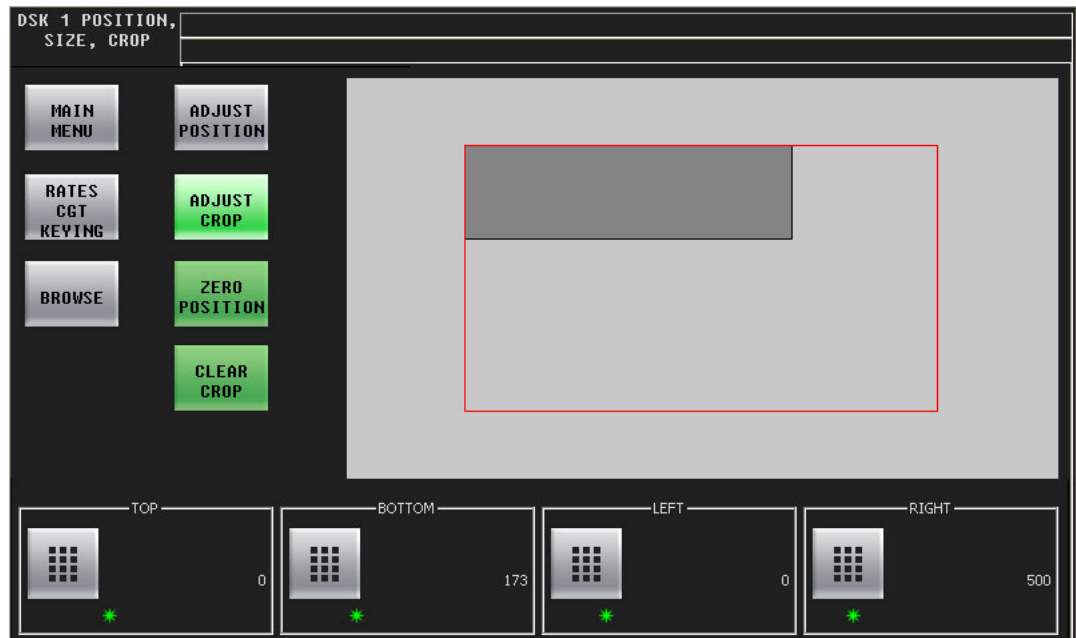 DSK 1 POSITION,
SIZE, CROP
MAIN
MENU
ADJUST
POSITION
RATES
CGT
KEYING
ADJUST
CROP
BROWSE
ZERO
POSITION
CLEAR
CROP
TOP
0
BOTTOM
173
LEFT
0
RIGHT
500